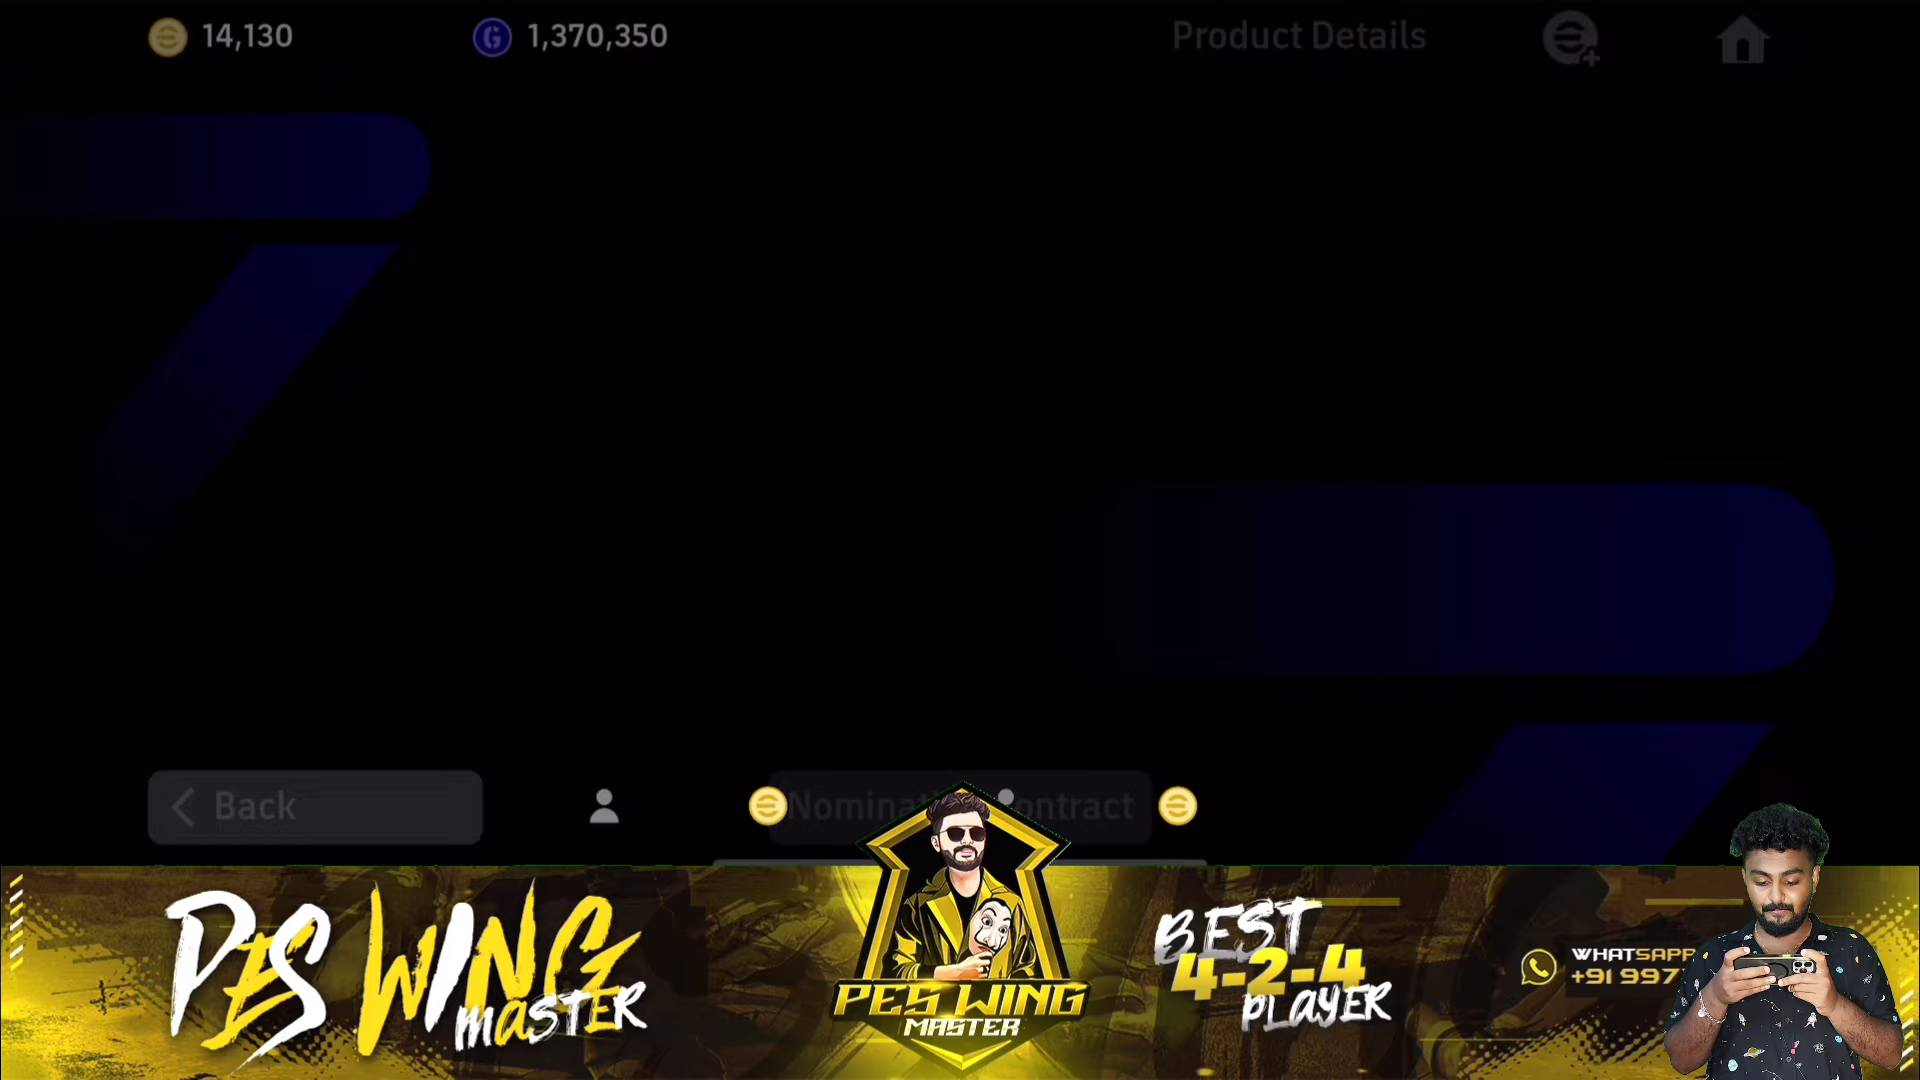 14,130
1,370,350
Product Details
Back
PES WING
master
PES WING
MASTER
BEST
4-2-4
PLAYER
WHATSAPP
+91 997